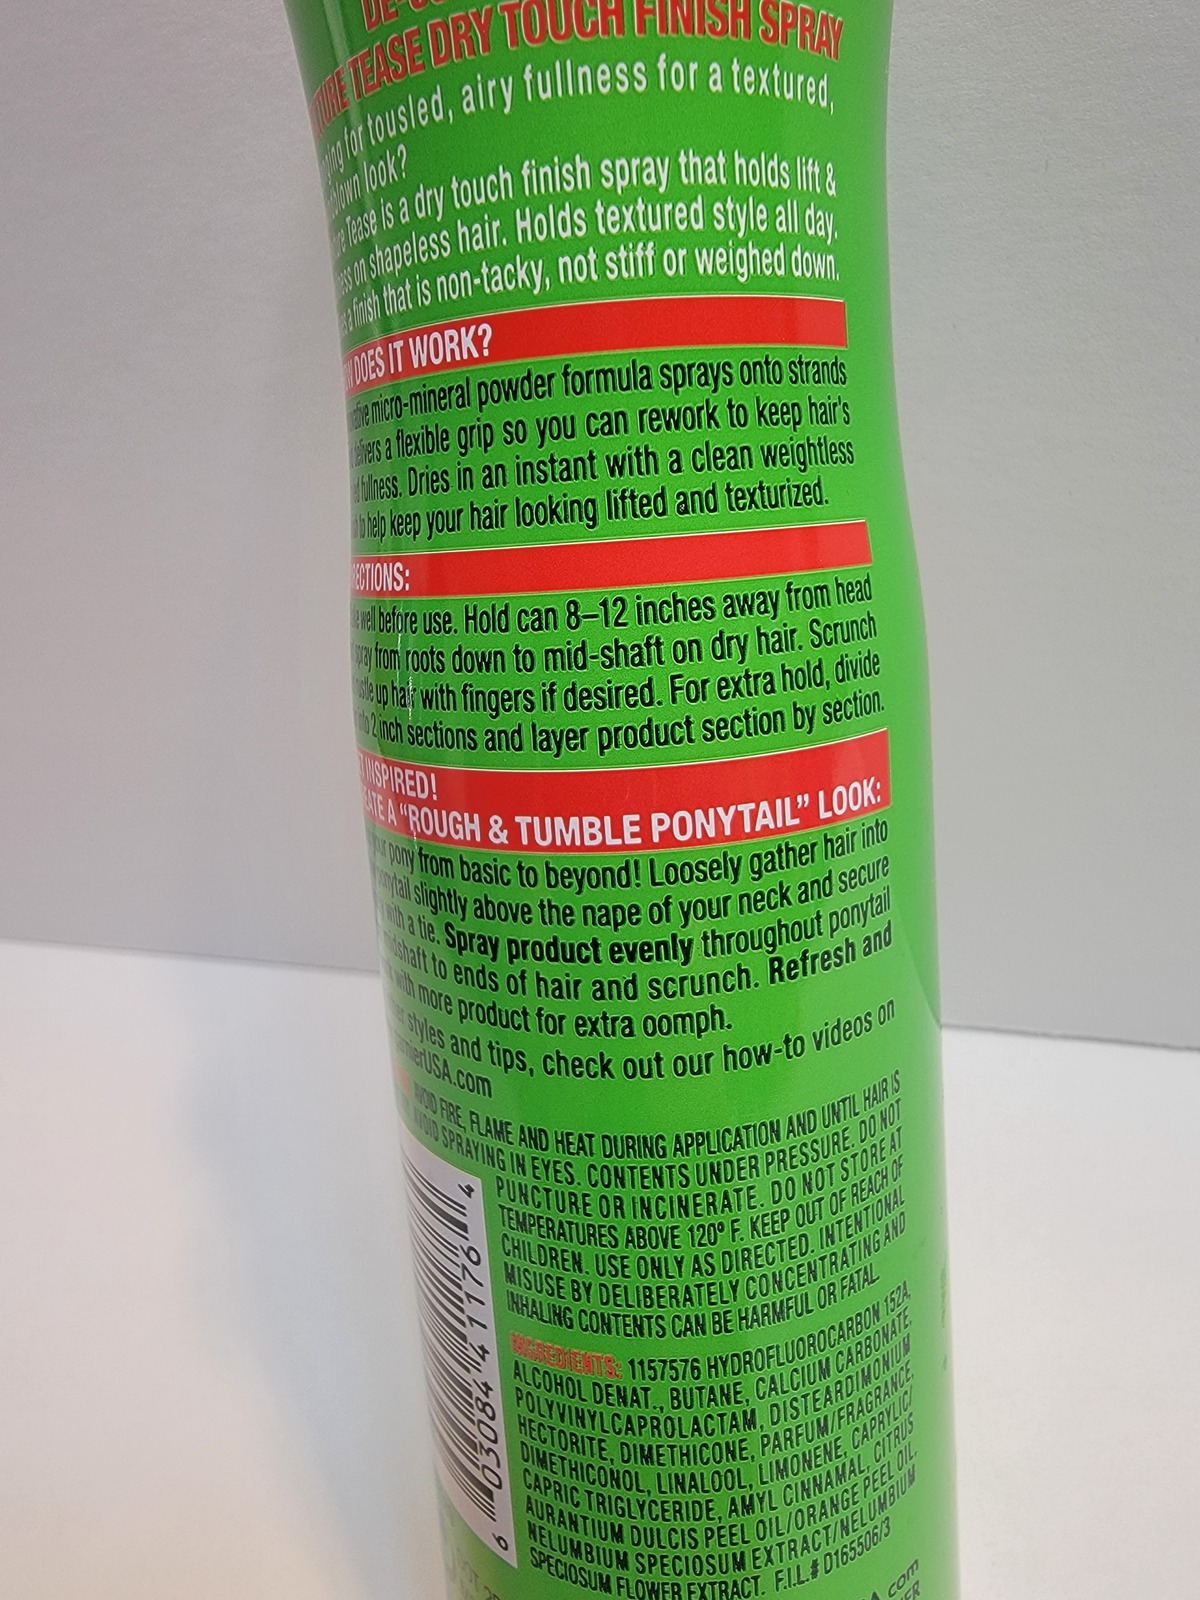 TEASE DRY TOUCH FINISH SPRAY
for tousled, airy fullness for a textured,
look?
Tease is a dry touch finish spray that holds lift &
on shapeless hair. Holds textured style all day.
a finish that is non-tacky, not stiff or weighed down.
DOES IT WORK?
micro-mineral powder formula sprays onto strands
delivers a flexible grip so you can rework to keep hair's
fullness. Dries in an instant with a clean weightless
to help keep your hair looking lifted and texturized.
ECTIONS:
well before use. Hold can 8–12 inches away from head
spray from roots down to mid-shaft on dry hair. Scrunch
up hair with fingers if desired. For extra hold, divide
2 inch sections and layer product section by section.
INSPIRED!
A "ROUGH & TUMBLE PONYTAIL" LOOK:
pony from basic to beyond! Loosely gather hair into
ponytail slightly above the nape of your neck and secure
with a tie. Spray product evenly throughout ponytail
midshaft to ends of hair and scrunch. Refresh and
with more product for extra oomph.
styles and tips, check out our how-to videos on
nierUSA.com
AVOID FIRE, FLAME AND HEAT DURING APPLICATION AND UNTIL HAIR IS
AVOID SPRAYING IN EYES. CONTENTS UNDER PRESSURE. DO NOT
PUNCTURE OR INCINERATE. DO NOT STORE AT
TEMPERATURES ABOVE 120° F. KEEP OUT OF REACH OF
CHILDREN. USE ONLY AS DIRECTED. INTENTIONAL
MISUSE BY DELIBERATELY CONCENTRATING AND
INHALING CONTENTS CAN BE HARMFUL OR FATAL.
INGREDIENTS: 1157576 HYDROFLUOROCARBON 152A,
ALCOHOL DENAT., BUTANE, CALCIUM CARBONATE,
POLYVINYLCAPROLACTAM, DISTEARDIMONIUM
HECTORITE, DIMETHICONE, PARFUM/FRAGRANCE,
DIMETHICONOL, LINALOOL, LIMONENE, CAPRYLIC/
CAPRIC TRIGLYCERIDE, AMYL CINNAMAL, CITRUS
AURANTIUM DULCIS PEEL OIL/ORANGE PEEL OIL,
NELUMBIUM SPECIOSUM EXTRACT/NELUMBIUM
SPECIOSUM FLOWER EXTRACT. F.I.L.# D165506/3
6 03084 41176 4
.com